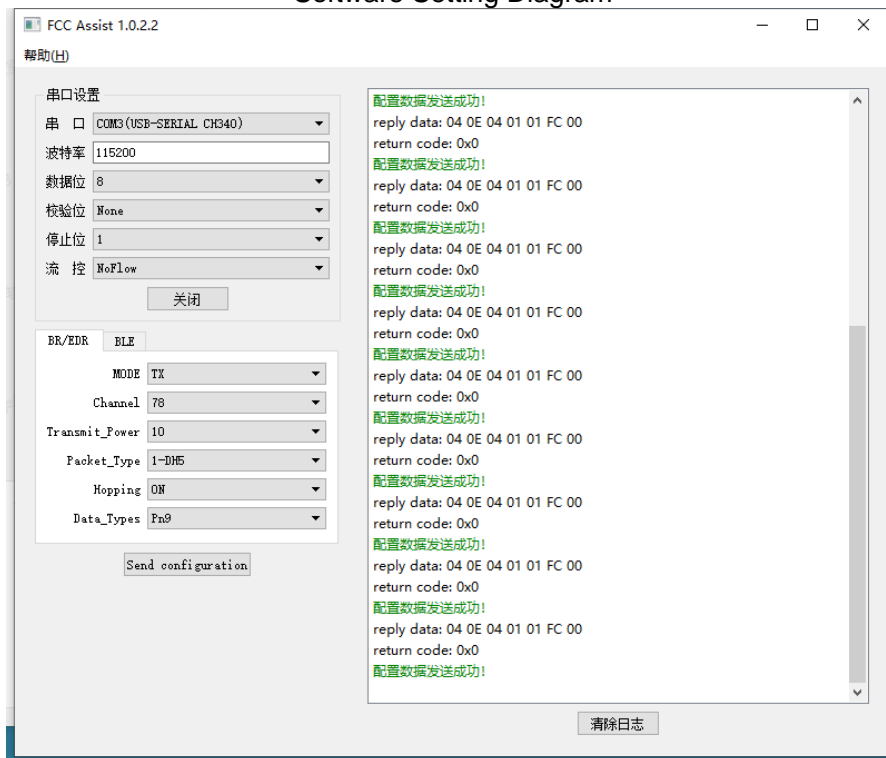 Software Setting Diagram
FCC Assist 1.0.2.2
帮助(H)
串口设置
串 口 COM3(USB-SERIAL CH340)
波特率 115200
数据位 8
校验位 None
停止位 1
流 控 NoFlow
关闭
BR/EDR BLE
MODE TX
Channel 78
Transmit_Power 10
Packet_Type 1-DH5
Hopping ON
Data_Types Pn9
Send configuration
配置数据发送成功!
reply data: 04 0E 04 01 01 FC 00
return code: 0x0
配置数据发送成功!
reply data: 04 0E 04 01 01 FC 00
return code: 0x0
配置数据发送成功!
reply data: 04 0E 04 01 01 FC 00
return code: 0x0
配置数据发送成功!
reply data: 04 0E 04 01 01 FC 00
return code: 0x0
配置数据发送成功!
reply data: 04 0E 04 01 01 FC 00
return code: 0x0
配置数据发送成功!
reply data: 04 0E 04 01 01 FC 00
return code: 0x0
配置数据发送成功!
reply data: 04 0E 04 01 01 FC 00
return code: 0x0
配置数据发送成功!
reply data: 04 0E 04 01 01 FC 00
return code: 0x0
配置数据发送成功!
reply data: 04 0E 04 01 01 FC 00
return code: 0x0
配置数据发送成功!
清除日志